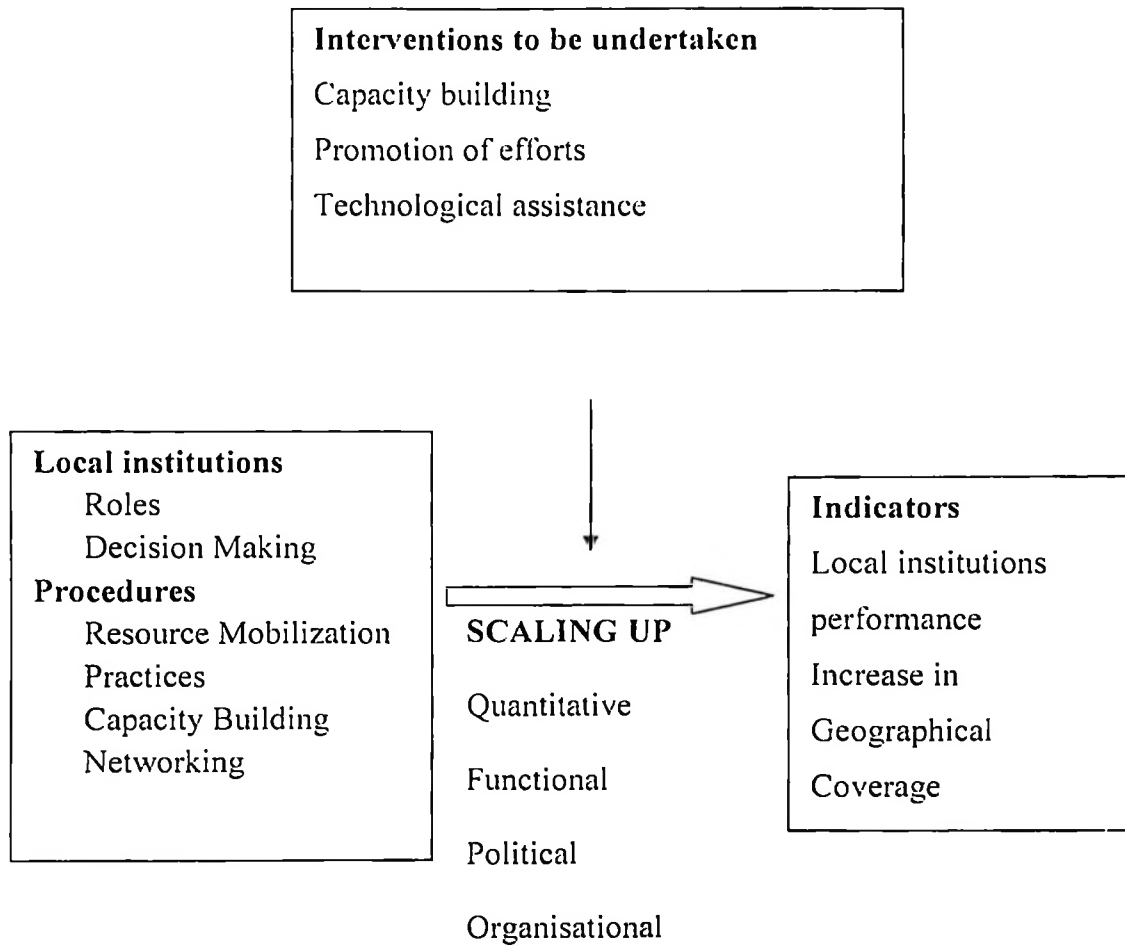 Interventions to be undertaken
Capacity building
Promotion of efforts
Technological assistance
Local institutions
Roles
Decision Making
Procedures
Resource Mobilization
Practices
Capacity Building
Networking
SCALING UP
Quantitative
Functional
Political
Organisational
Indicators
Local institutions
performance
Increase in
Geographical
Coverage